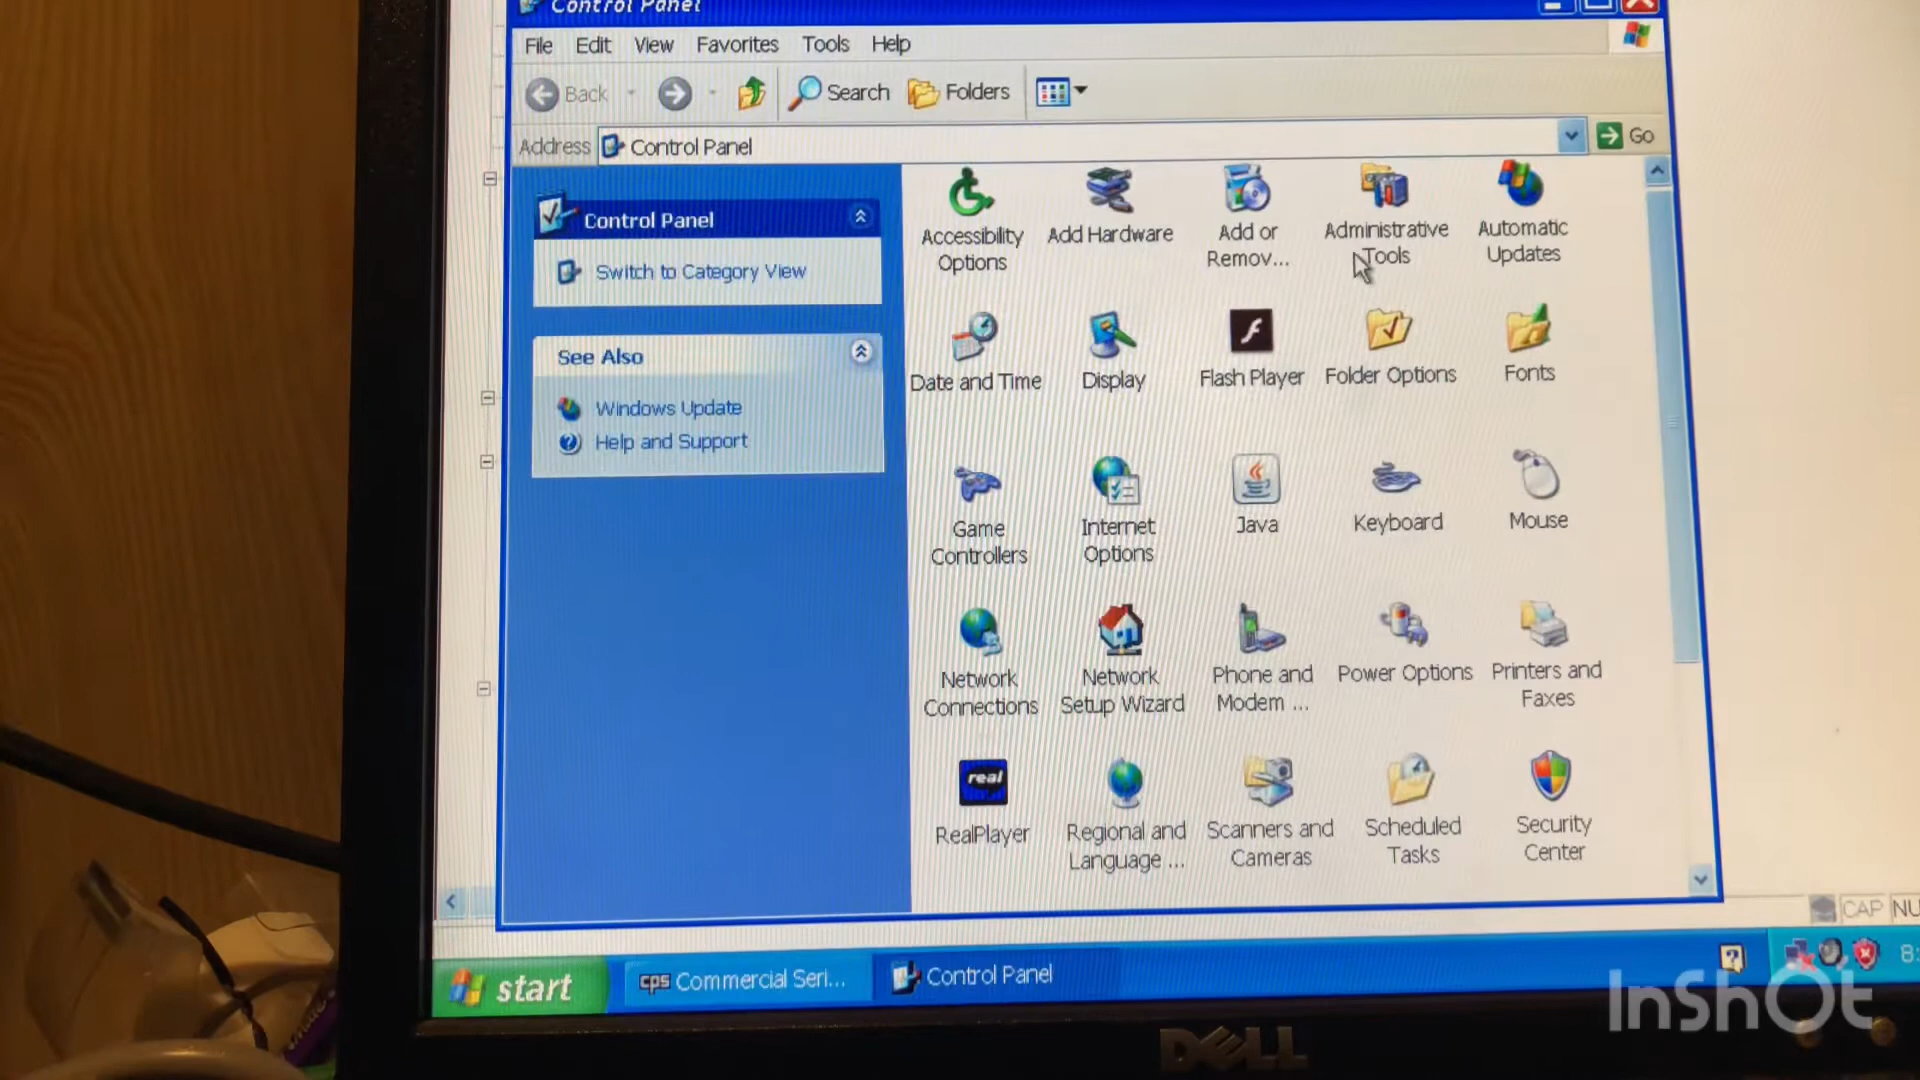 Control Panel
File Edit View Favorites Tools Help
Back Search Folders
Address Control Panel Go
Control Panel
Switch to Category View
See Also
Windows Update
Help and Support
Accessibility
Options
Add Hardware
Add or
Remov...
Administrative
Tools
Automatic
Updates
Date and Time
Display
Flash Player
Folder Options
Fonts
Game
Controllers
Internet
Options
Java
Keyboard
Mouse
Network
Connections
Network
Setup Wizard
Phone and
Modem ...
Power Options
Printers and
Faxes
real
RealPlayer
Regional and
Language ...
Scanners and
Cameras
Scheduled
Tasks
Security
Center
CAP NU
start
cps Commercial Seri...
Control Panel
8:
InShOt
DELL